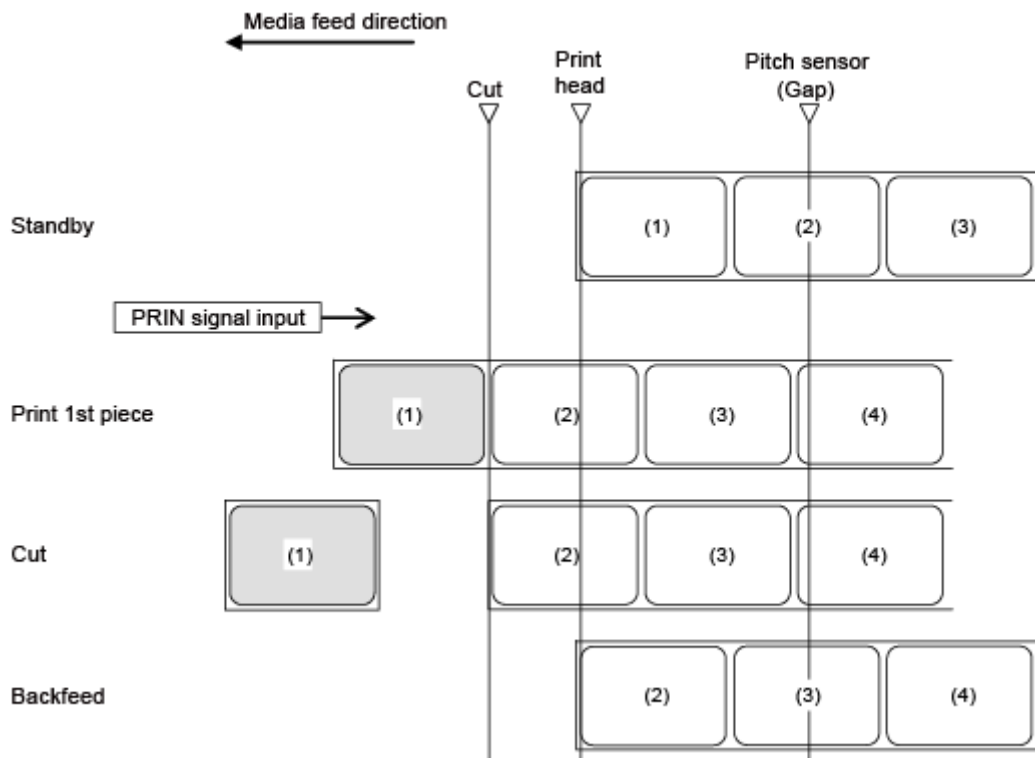 Media feed direction
Cut
Print
head
Pitch sensor
(Gap)
Standby
(1)
(2)
(3)
PRIN signal input
Print 1st piece
(1)
(2)
(3)
(4)
Cut
(1)
(2)
(3)
(4)
Backfeed
(2)
(3)
(4)